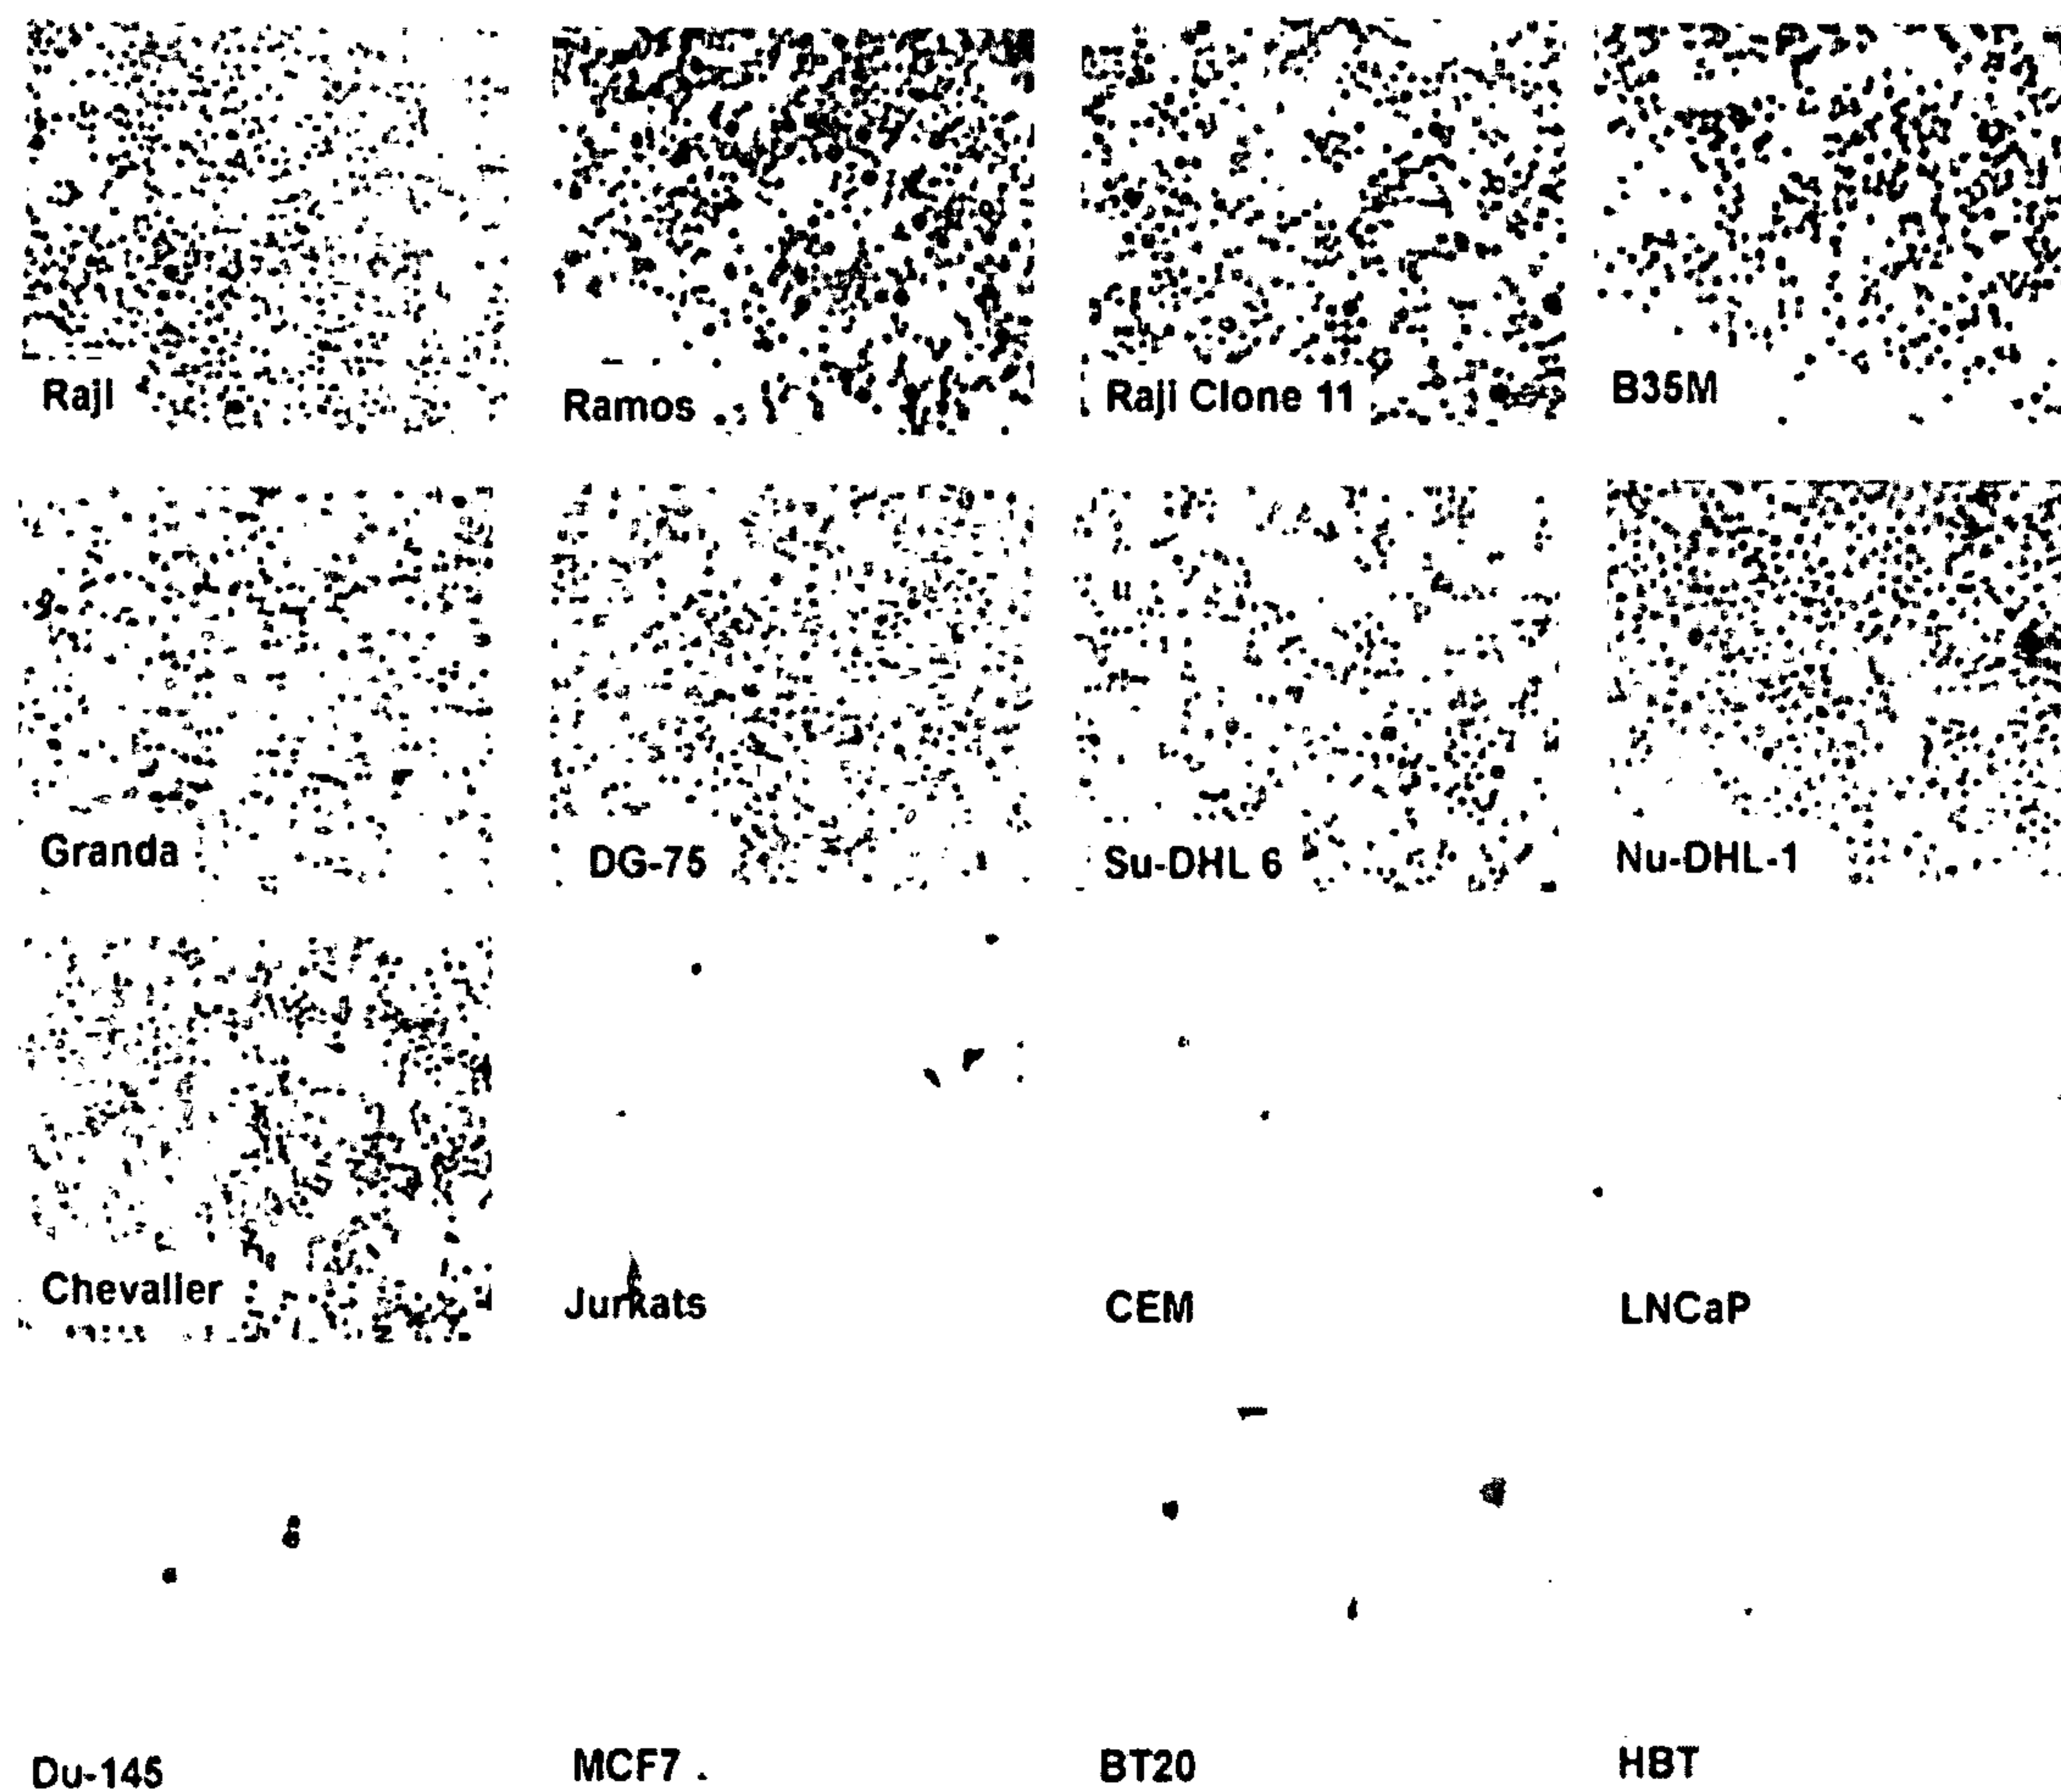 Raji
Ramos
Raji Clone 11
B35M
Granda
DG-75
Su-DHL 6
Nu-DHL-1
Chevalier
Jurkats
CEM
LNCaP
Du-145
MCF7
BT20
HBT